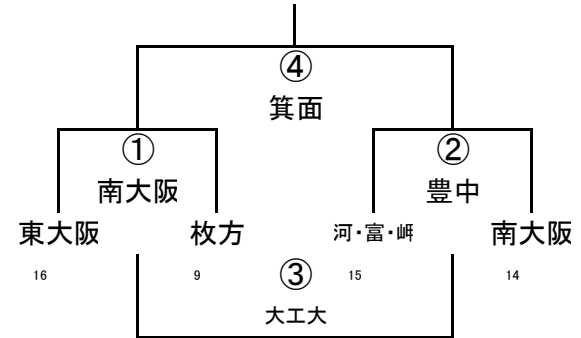 ④
箕面
① ②
南大阪 豊中
東大阪 枚方 河・富・岬 南大阪
16 9 ③ 15 14
大工大